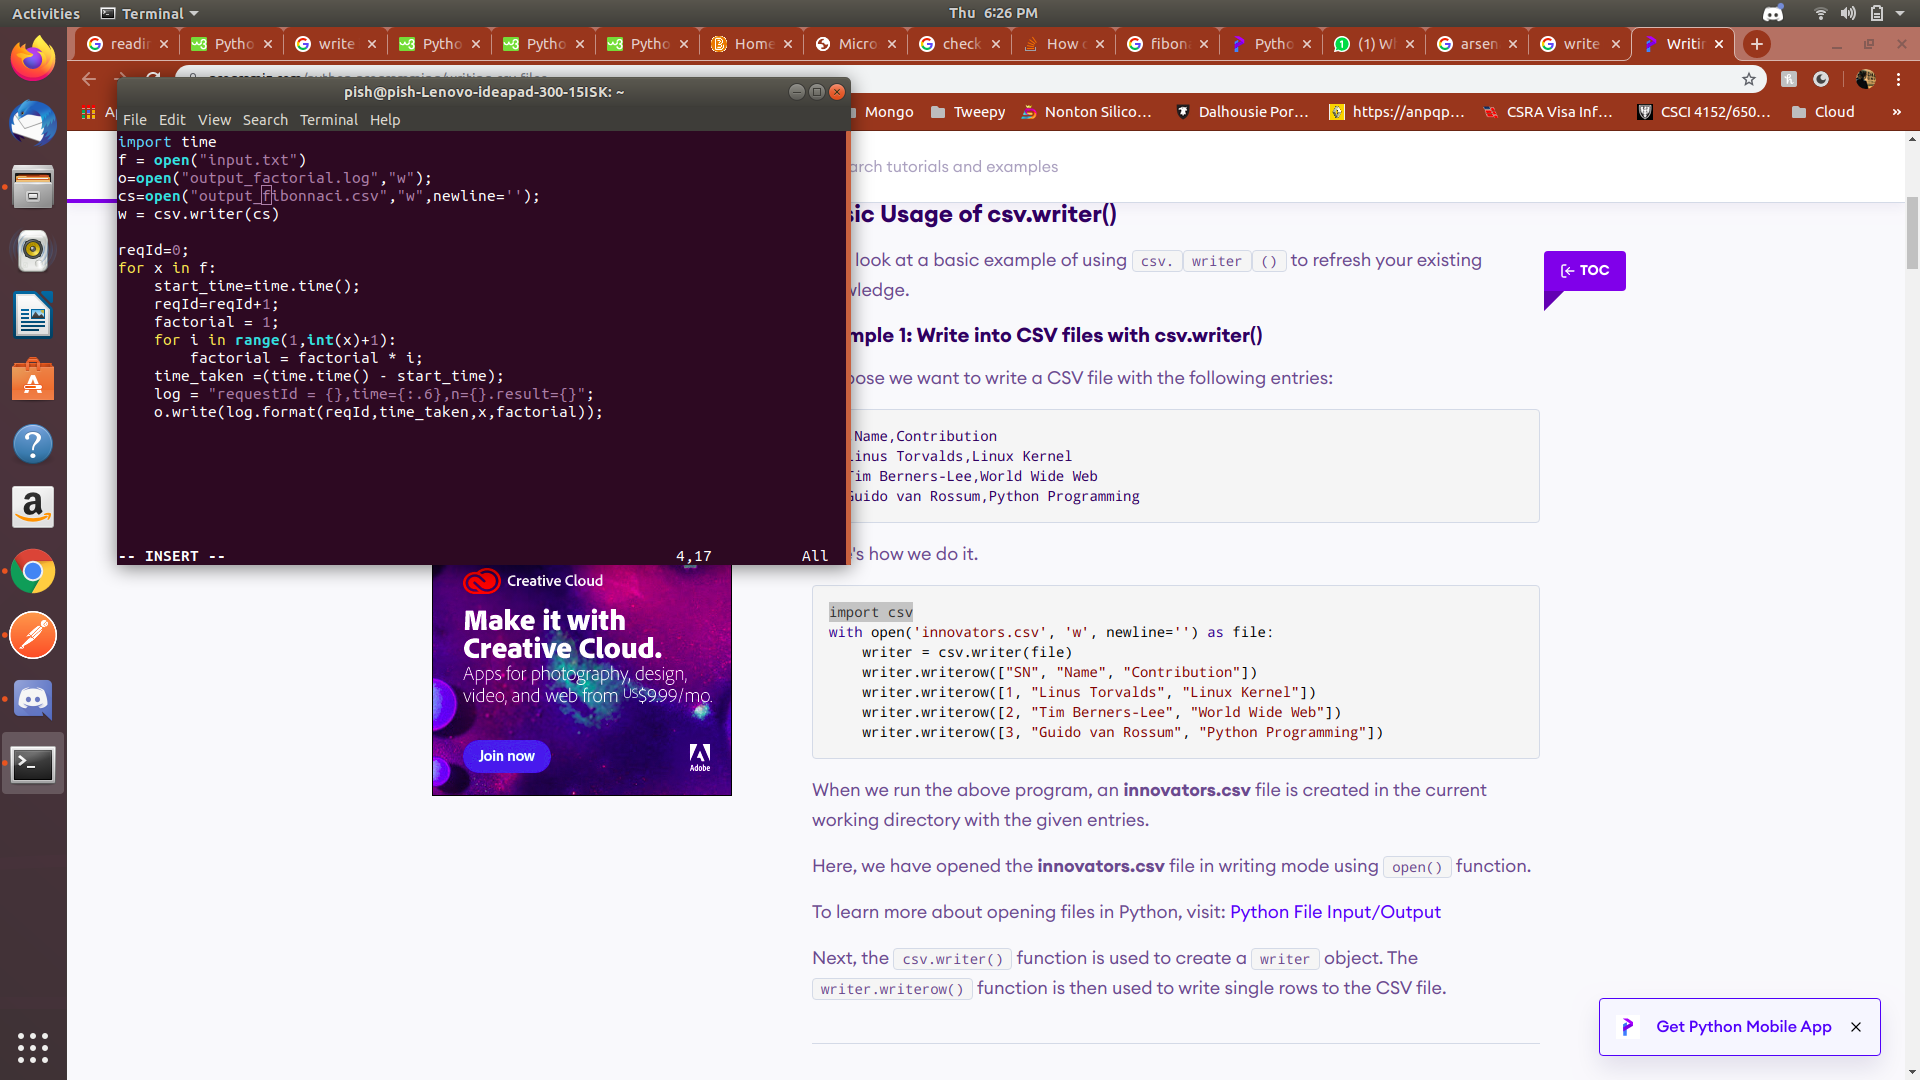 Activities
Terminal
Thu 6:26 PM
readi
Pytho
write
Pytho
Pytho
Pytho
Home
Micro
check
How
fibon
Pytho
(1) W
arsen
write
Writin
Mongo
Tweepy
Nonton Silico...
Dalhousie Por...
https://anpqp...
CSRA Visa Inf...
CSCI 4152/650...
Cloud
»
pish@pish-Lenovo-ideapad-300-15ISK: ~
File Edit View Search Terminal Help
import time
f = open("input.txt")
o=open("output_factorial.log","w");
cs=open("output_fibonnaci.csv","w",newline='');
w = csv.writer(cs)
reqId=0;
for x in f:
    start_time=time.time();
    reqId=reqId+1;
    factorial = 1;
    for i in range(1,int(x)+1):
        factorial = factorial * i;
    time_taken =(time.time() - start_time);
    log = "requestId = {},time={:.6},n={}.result={}";
    o.write(log.format(reqId,time_taken,x,factorial));
-- INSERT --
4,17
All
arch tutorials and examples
sic Usage of csv.writer()
look at a basic example of using csv. writer () to refresh your existing
wledge.
TOC
mple 1: Write into CSV files with csv.writer()
pose we want to write a CSV file with the following entries:
Name,Contribution
inus Torvalds,Linux Kernel
Tim Berners-Lee,World Wide Web
Guido van Rossum,Python Programming
's how we do it.
import csv
with open('innovators.csv', 'w', newline='') as file:
    writer = csv.writer(file)
    writer.writerow(["SN", "Name", "Contribution"])
    writer.writerow([1, "Linus Torvalds", "Linux Kernel"])
    writer.writerow([2, "Tim Berners-Lee", "World Wide Web"])
    writer.writerow([3, "Guido van Rossum", "Python Programming"])
Creative Cloud
Make it with
Creative Cloud.
Apps for photography, design,
video, and web from US$9.99/mo.
Join now
Adobe
When we run the above program, an innovators.csv file is created in the current
working directory with the given entries.
Here, we have opened the innovators.csv file in writing mode using open() function.
To learn more about opening files in Python, visit: Python File Input/Output
Next, the csv.writer() function is used to create a writer object. The
writer.writerow() function is then used to write single rows to the CSV file.
Get Python Mobile App